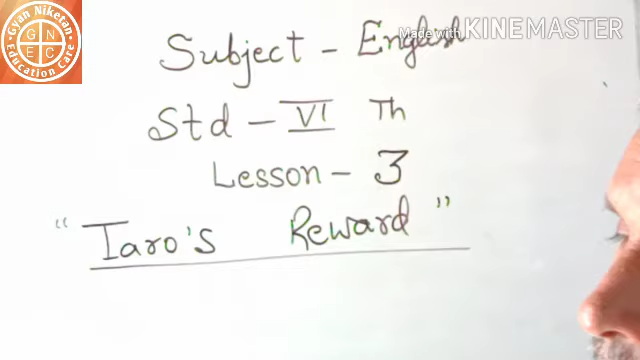 Gyan Niketan
G N
E C
Education Care
Made with KINEMASTER
Subject - English
Std - VI Th
Lesson - 3
"Taro's Reward"